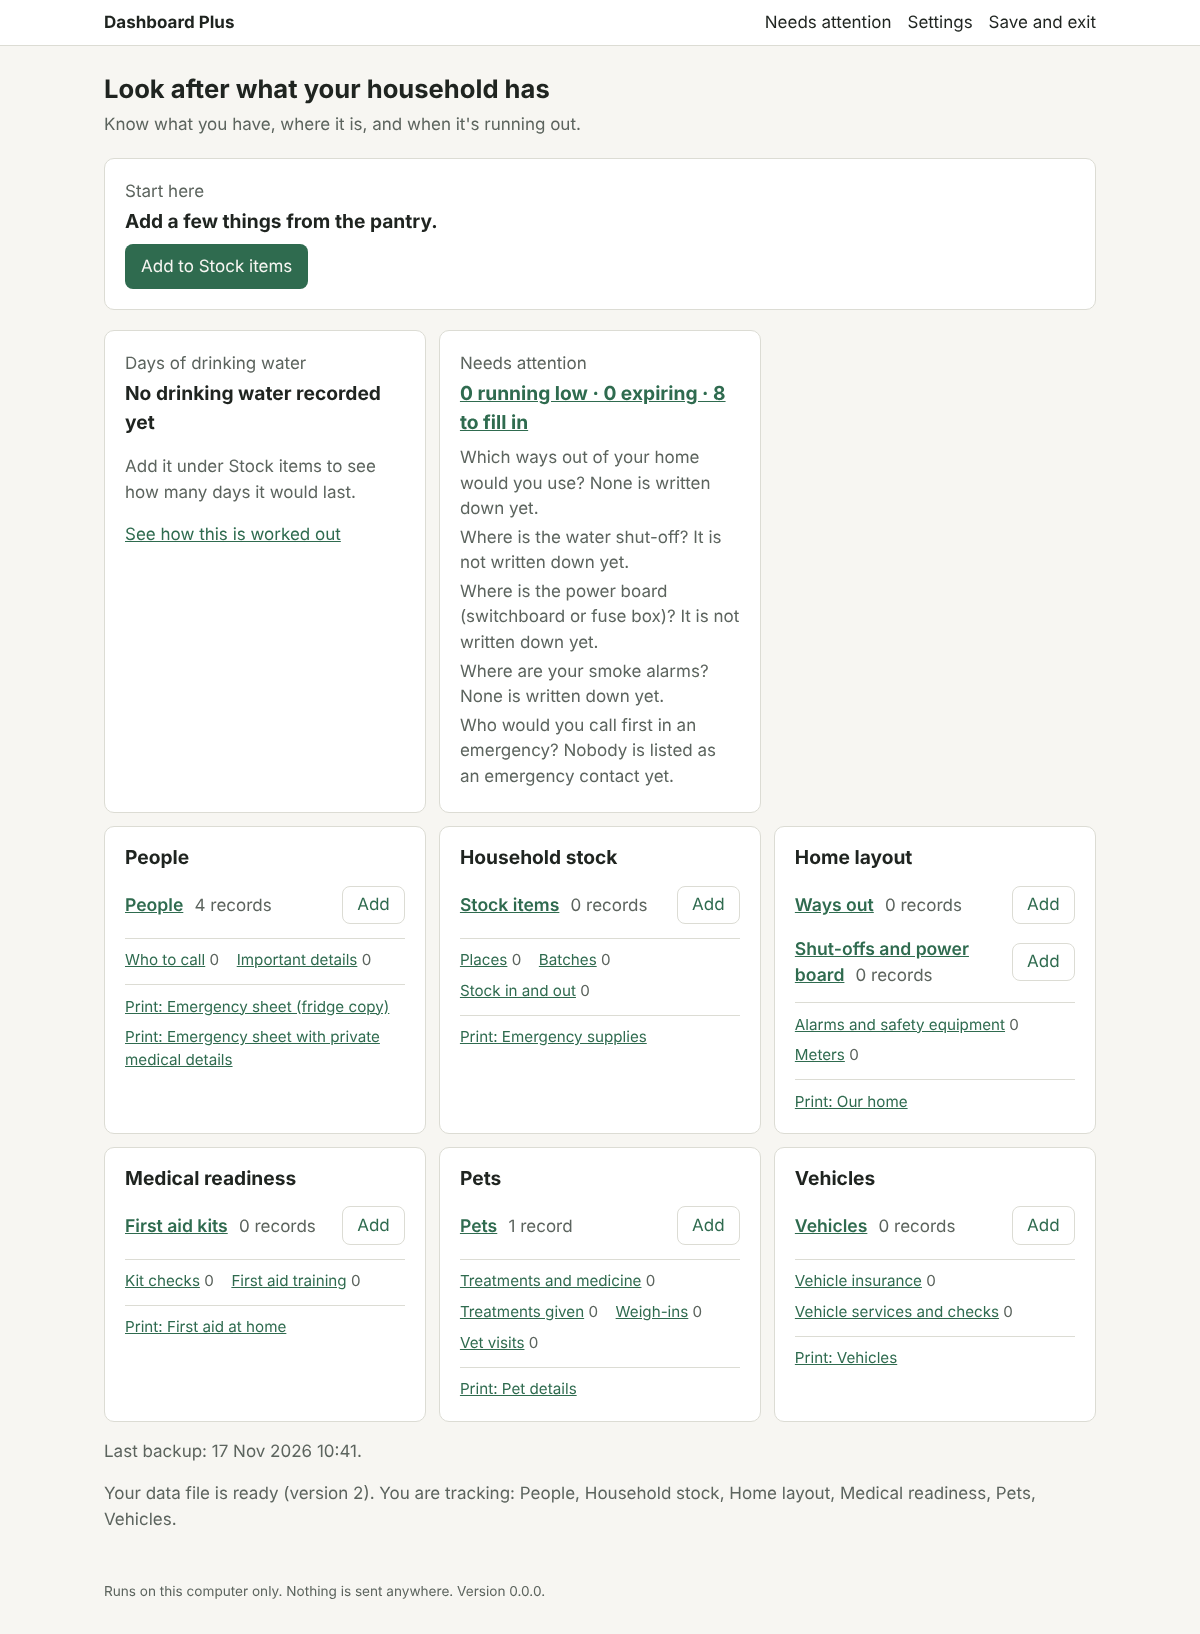 Dashboard Plus
Needs attention Settings Save and exit
Look after what your household has
Know what you have, where it is, and when it's running out.
Start here
Add a few things from the pantry.
Add to Stock items
Days of drinking water
No drinking water recorded
yet
Add it under Stock items to see
how many days it would last.
See how this is worked out
Needs attention
0 running low · 0 expiring · 8
to fill in
Which ways out of your home
would you use? None is written
down yet.
Where is the water shut-off? It is
not written down yet.
Where is the power board
(switchboard or fuse box)? It is not
written down yet.
Where are your smoke alarms?
None is written down yet.
Who would you call first in an
emergency? Nobody is listed as
an emergency contact yet.
People
People 4 records Add
Who to call 0 Important details 0
Print: Emergency sheet (fridge copy)
Print: Emergency sheet with private
medical details
Household stock
Stock items 0 records Add
Places 0 Batches 0
Stock in and out 0
Print: Emergency supplies
Home layout
Ways out 0 records Add
Shut-offs and power
board 0 records Add
Alarms and safety equipment 0
Meters 0
Print: Our home
Medical readiness
First aid kits 0 records Add
Kit checks 0 First aid training 0
Print: First aid at home
Pets
Pets 1 record Add
Treatments and medicine 0
Treatments given 0 Weigh-ins 0
Vet visits 0
Print: Pet details
Vehicles
Vehicles 0 records Add
Vehicle insurance 0
Vehicle services and checks 0
Print: Vehicles
Last backup: 17 Nov 2026 10:41.
Your data file is ready (version 2). You are tracking: People, Household stock, Home layout, Medical readiness, Pets,
Vehicles.
Runs on this computer only. Nothing is sent anywhere. Version 0.0.0.